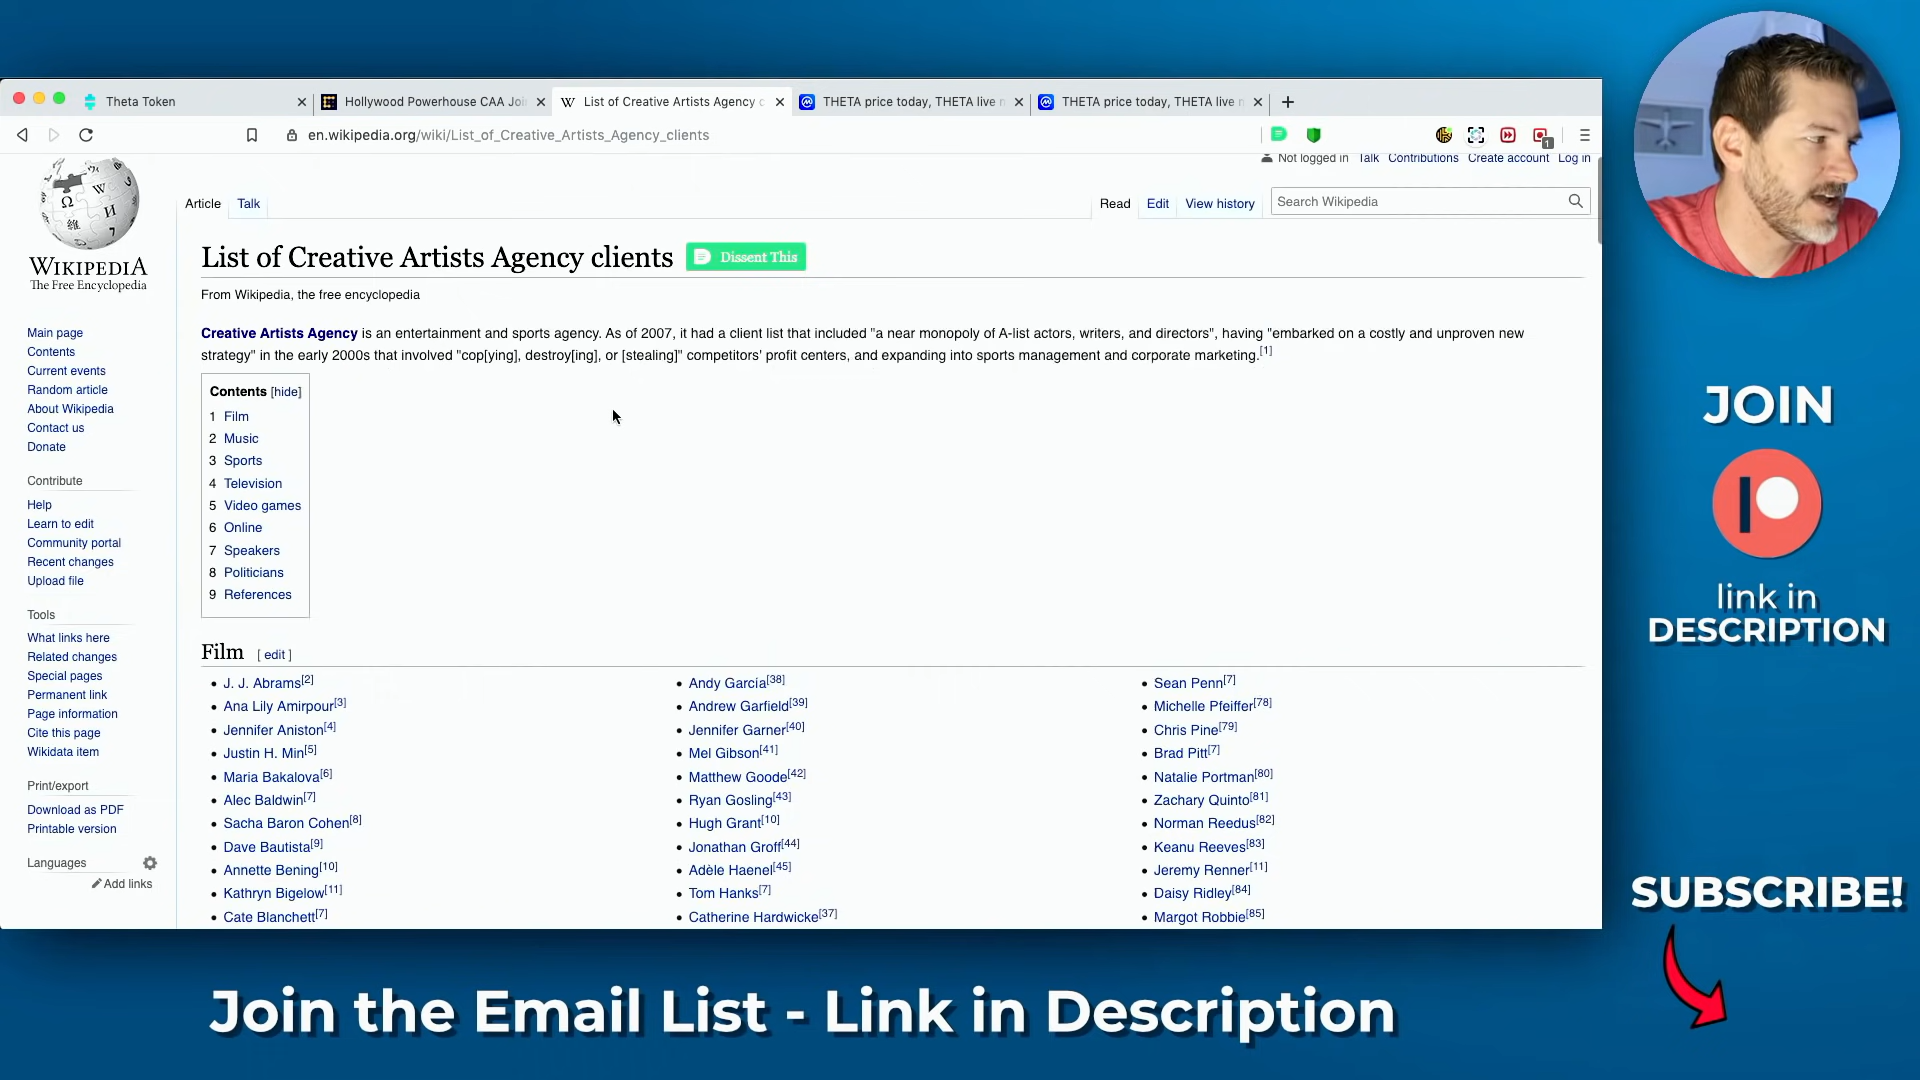 Theta Token
Hollywood Powerhouse CAA Joi
List of Creative Artists Agency c
THETA price today, THETA live
THETA price today, THETA live
en.wikipedia.org/wiki/List_of_Creative_Artists_Agency_clients
1
Not logged in Talk Contributions Create account Log in
Article Talk
Read Edit View history
Search Wikipedia
WIKIPEDIA
The Free Encyclopedia
Main page
Contents
Current events
Random article
About Wikipedia
Contact us
Donate
Contribute
Help
Learn to edit
Community portal
Recent changes
Upload file
Tools
What links here
Related changes
Special pages
Permanent link
Page information
Cite this page
Wikidata item
Print/export
Download as PDF
Printable version
Languages
Add links
List of Creative Artists Agency clients
Dissent This
From Wikipedia, the free encyclopedia
Creative Artists Agency is an entertainment and sports agency. As of 2007, it had a client list that included "a near monopoly of A-list actors, writers, and directors", having "embarked on a costly and unproven new
strategy" in the early 2000s that involved "cop[ying], destroy[ing], or [stealing]" competitors' profit centers, and expanding into sports management and corporate marketing.[1]
Contents [hide]
1 Film
2 Music
3 Sports
4 Television
5 Video games
6 Online
7 Speakers
8 Politicians
9 References
Film [ edit ]
J. J. Abrams[2]
Ana Lily Amirpour[3]
Jennifer Aniston[4]
Justin H. Min[5]
Maria Bakalova[6]
Alec Baldwin[7]
Sacha Baron Cohen[8]
Dave Bautista[9]
Annette Bening[10]
Kathryn Bigelow[11]
Cate Blanchett[7]
Andy García[38]
Andrew Garfield[39]
Jennifer Garner[40]
Mel Gibson[41]
Matthew Goode[42]
Ryan Gosling[43]
Hugh Grant[10]
Jonathan Groff[44]
Adèle Haenel[45]
Tom Hanks[7]
Catherine Hardwicke[37]
Sean Penn[7]
Michelle Pfeiffer[78]
Chris Pine[79]
Brad Pitt[7]
Natalie Portman[80]
Zachary Quinto[81]
Norman Reedus[82]
Keanu Reeves[83]
Jeremy Renner[11]
Daisy Ridley[84]
Margot Robbie[85]
JOIN
link in
DESCRIPTION
SUBSCRIBE!
Join the Email List - Link in Description